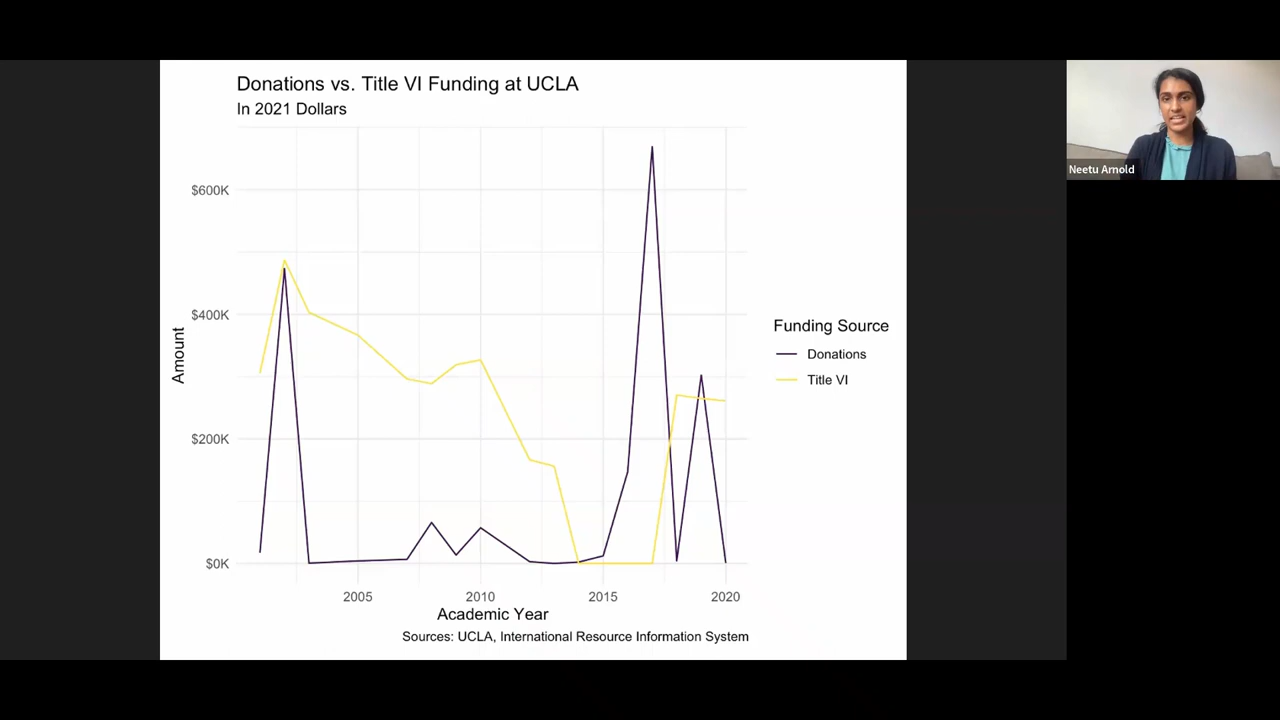 Donations vs. Title VI Funding at UCLA
In 2021 Dollars
Neetu Arnold
$600K
$400K
$200K
$0K
Amount
Funding Source
Donations
Title VI
2005
2010
2015
2020
Academic Year
Sources: UCLA, International Resource Information System